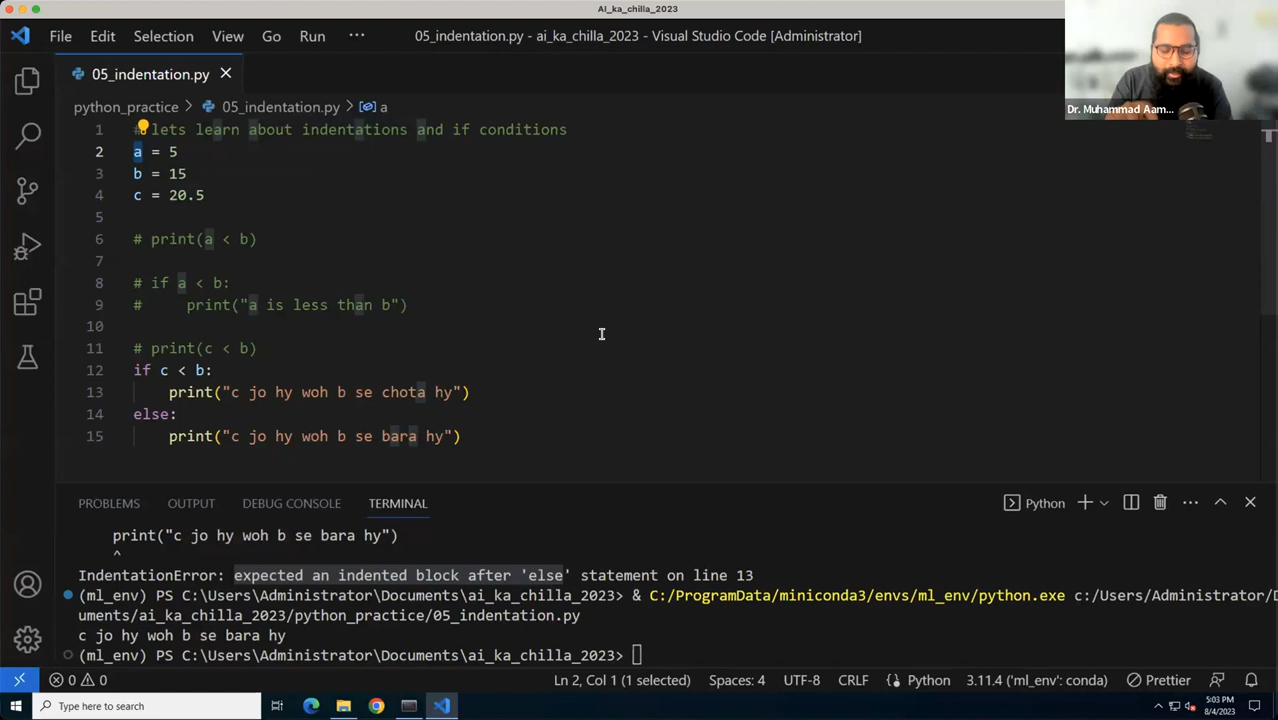 AI_ka_chilla_2023
File Edit Selection View Go Run ··· 05_indentation.py - ai_ka_chilla_2023 - Visual Studio Code [Administrator]
05_indentation.py
python_practice > 05_indentation.py > a
1 # lets learn about indentations and if conditions
2 a = 5
3 b = 15
4 c = 20.5
5
6 # print(a < b)
7
8 # if a < b:
9 #     print("a is less than b")
10
11 # print(c < b)
12 if c < b:
13     print("c jo hy woh b se chota hy")
14 else:
15     print("c jo hy woh b se bara hy")
Dr. Muhammad Aam...
PROBLEMS OUTPUT DEBUG CONSOLE TERMINAL Python
print("c jo hy woh b se bara hy")
^
IndentationError: expected an indented block after 'else' statement on line 13
(ml_env) PS C:\Users\Administrator\Documents\ai_ka_chilla_2023> & C:/ProgramData/miniconda3/envs/ml_env/python.exe c:/Users/Administrator/D
uments/ai_ka_chilla_2023/python_practice/05_indentation.py
c jo hy woh b se bara hy
(ml_env) PS C:\Users\Administrator\Documents\ai_ka_chilla_2023>
0 0 Ln 2, Col 1 (1 selected) Spaces: 4 UTF-8 CRLF Python 3.11.4 ('ml_env': conda) Prettier
Type here to search
5:03 PM
8/4/2023